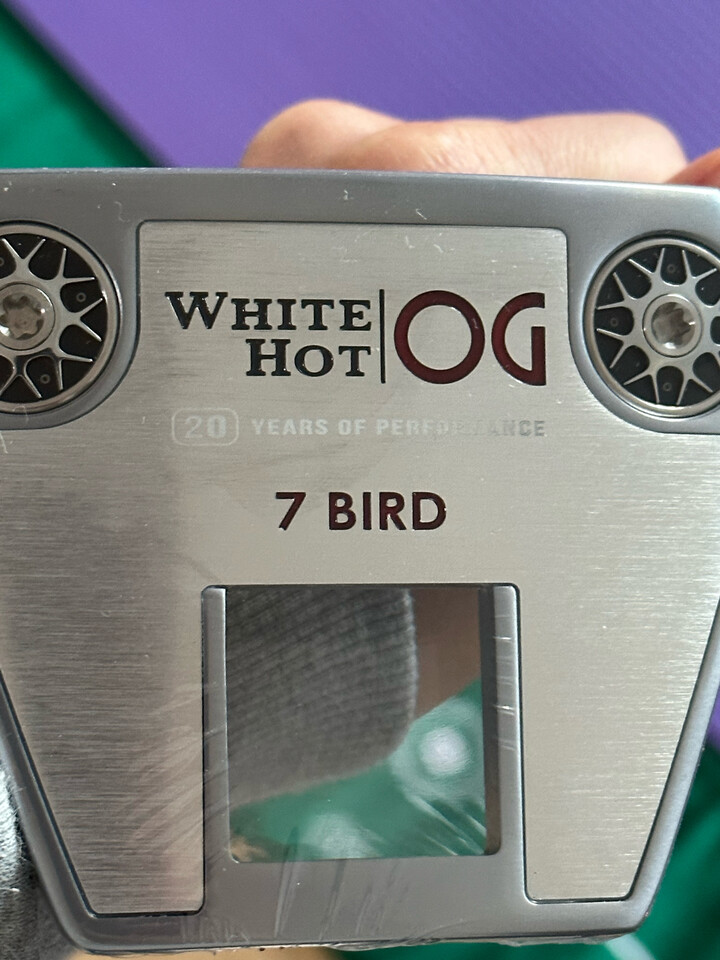 WHITE HOT | OG
20 YEARS OF PERFORMANCE
7 BIRD